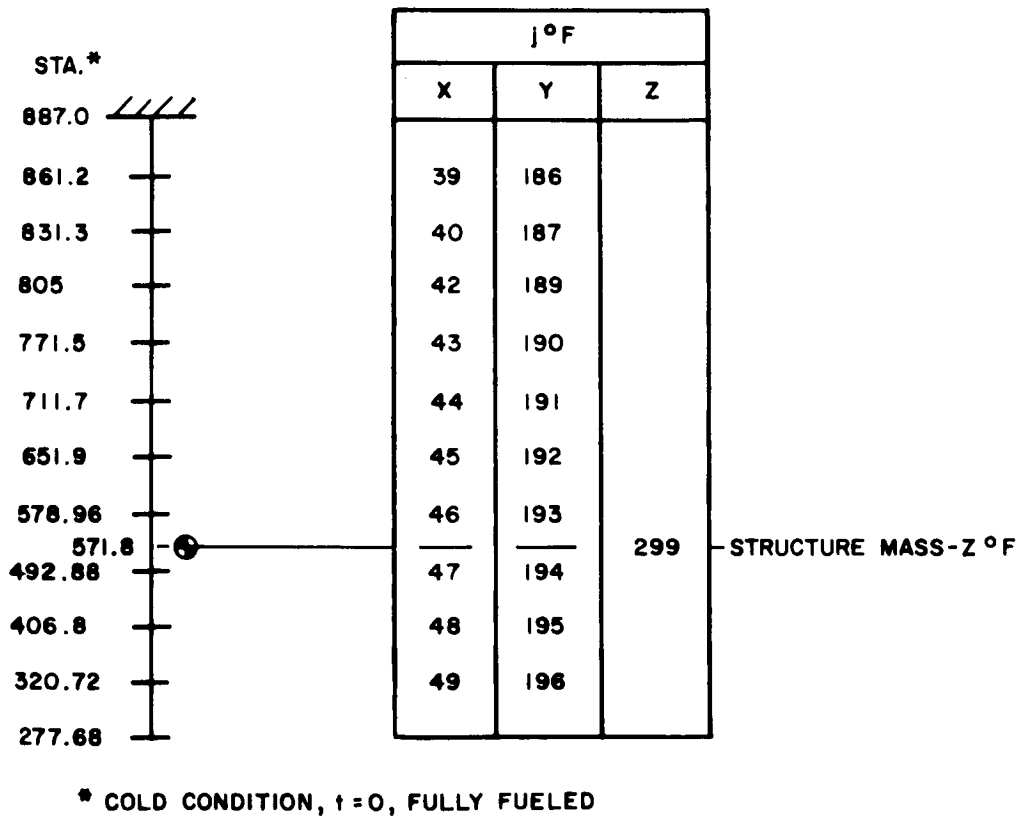 j°F
STA.*
X Y Z
887.0
861.2 39 186
831.3 40 187
805 42 189
771.5 43 190
711.7 44 191
651.9 45 192
578.96 46 193
571.8 299 STRUCTURE MASS-Z °F
492.88 47 194
406.8 48 195
320.72 49 196
277.68
* COLD CONDITION, t=0, FULLY FUELED